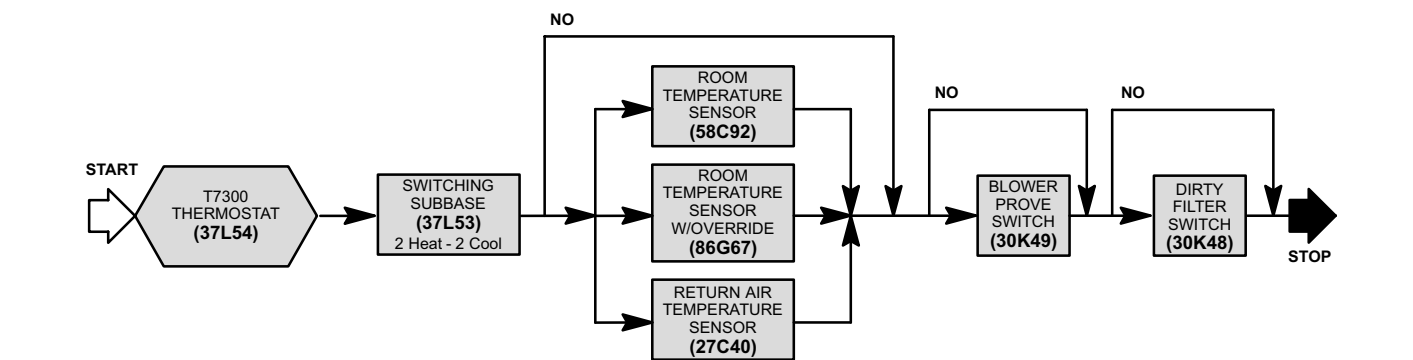 START
T7300
THERMOSTAT
(37L54)
SWITCHING
SUBBASE
(37L53)
2 Heat - 2 Cool
NO
ROOM
TEMPERATURE
SENSOR
(58C92)
ROOM
TEMPERATURE
SENSOR
W/OVERRIDE
(86G67)
RETURN AIR
TEMPERATURE
SENSOR
(27C40)
NO
BLOWER
PROVE
SWITCH
(30K49)
NO
DIRTY
FILTER
SWITCH
(30K48)
STOP